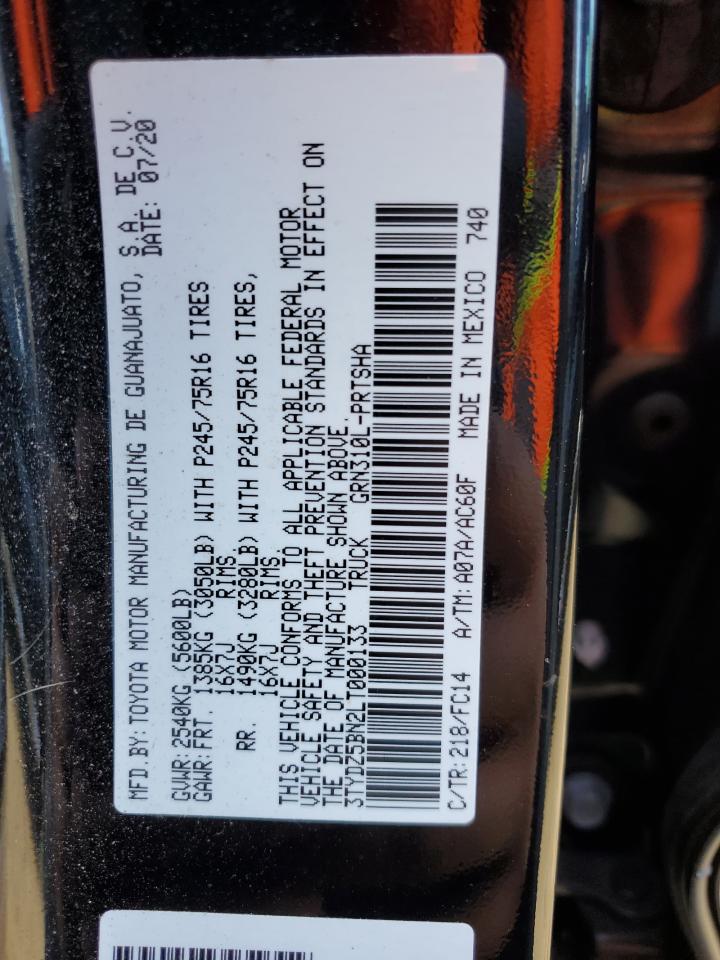 MFD.BY: TOYOTA MOTOR MANUFACTURING DE GUANAJUATO, S.A. DE C.V.
DATE: 07/20
GVWR: 2540KG (5600LB)
GAWR: FRT. 1385KG (3050LB) WITH P245/75R16 TIRES
16X7J RIMS.
RR. 1490KG (3280LB) WITH P245/75R16 TIRES,
16X7J RIMS.
THIS VEHICLE CONFORMS TO ALL APPLICABLE FEDERAL MOTOR
VEHICLE SAFETY AND THEFT PREVENTION STANDARDS IN EFFECT ON
THE DATE OF MANUFACTURE SHOWN ABOVE.
3TYDZ5BN2LT000133 TRUCK GRN310L-PRTSHA
C/TR: 218/FC14 A/TM: A07A/AC60F MADE IN MEXICO 740